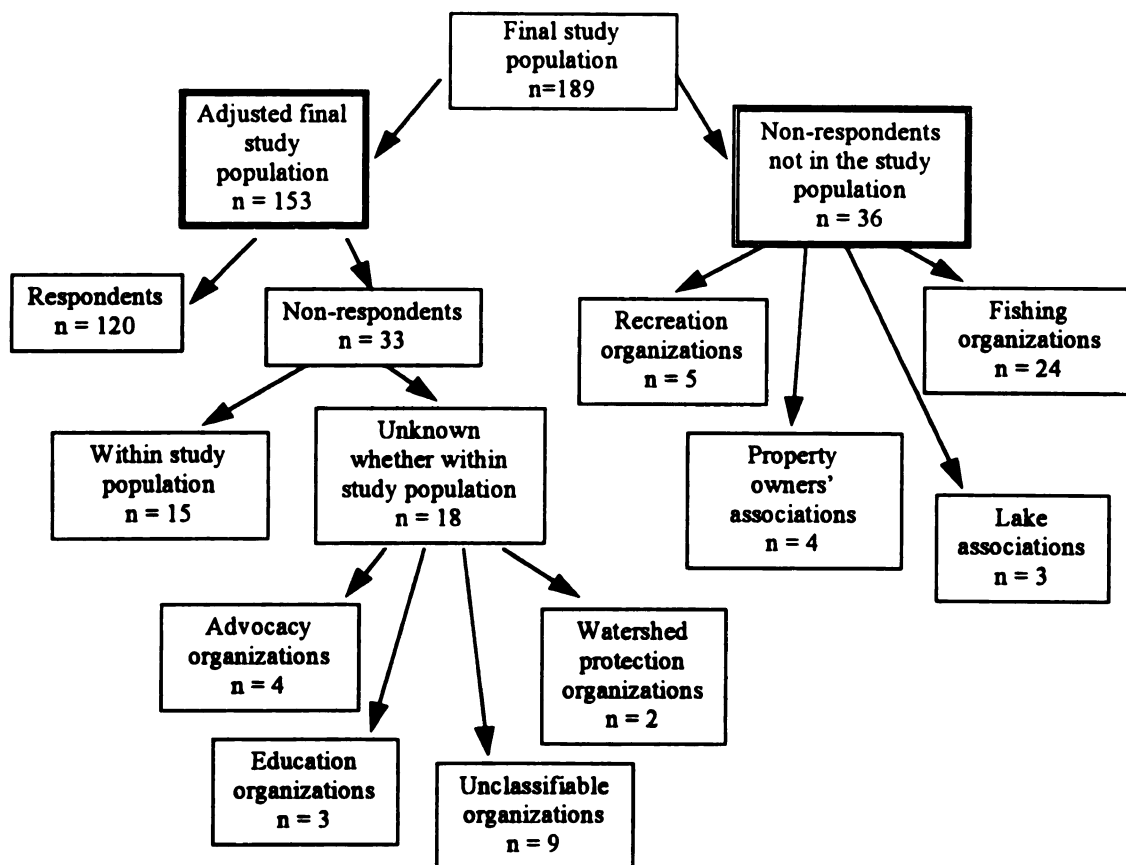 Final study
population
n=189
Adjusted final
study
population
n = 153
Non-respondents
not in the study
population
n = 36
Respondents
n = 120
Non-respondents
n = 33
Recreation
organizations
n = 5
Fishing
organizations
n = 24
Within study
population
n = 15
Unknown
whether within
study population
n = 18
Property
owners’
associations
n = 4
Lake
associations
n = 3
Advocacy
organizations
n = 4
Watershed
protection
organizations
n = 2
Education
organizations
n = 3
Unclassifiable
organizations
n = 9